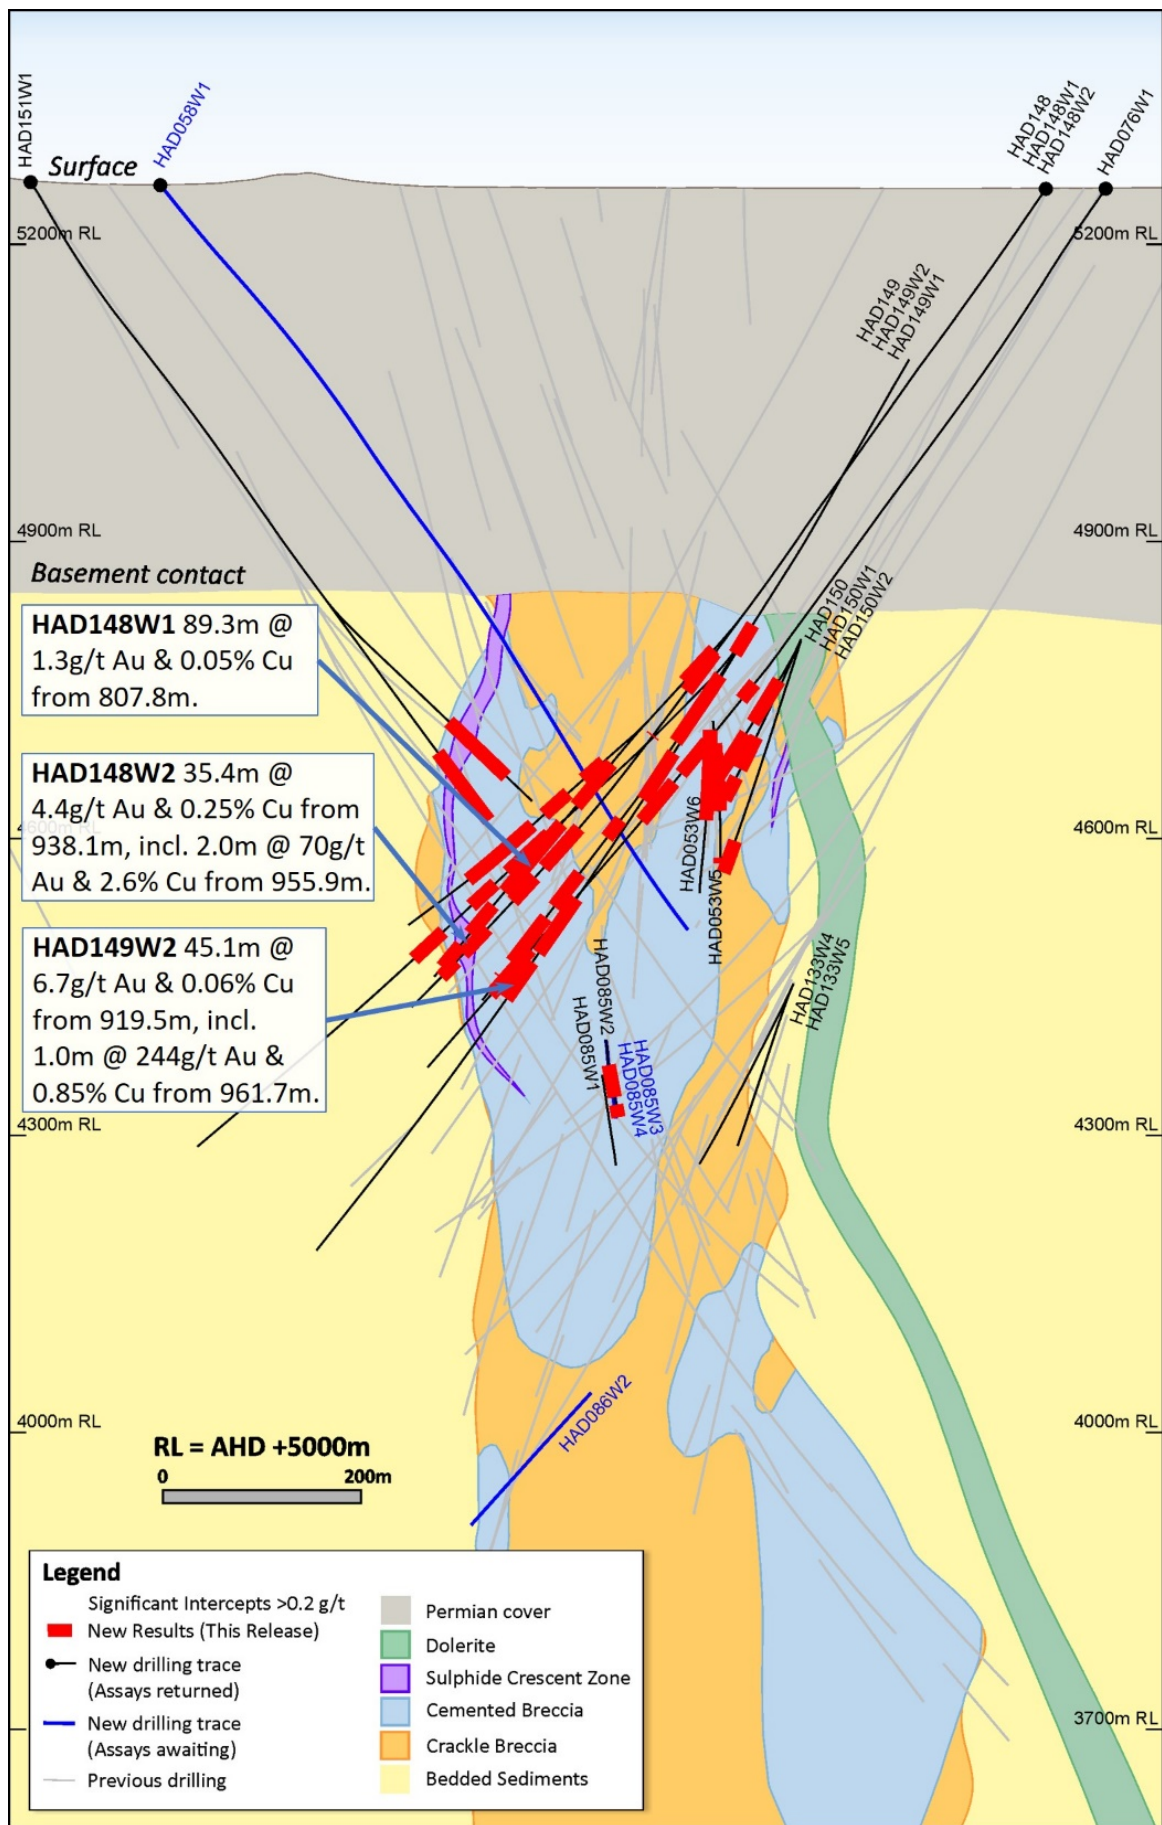 HAD151W1
HAD058W1
HAD148
HAD148W1
HAD148W2
HAD076W1
Surface
5200m RL
5200m RL
HAD149
HAD149W2
HAD149W1
4900m RL
4900m RL
Basement contact
HAD150
HAD150W1
HAD150W2
HAD148W1 89.3m @
1.3g/t Au & 0.05% Cu
from 807.8m.
HAD148W2 35.4m @
4.4g/t Au & 0.25% Cu from
938.1m, incl. 2.0m @ 70g/t
Au & 2.6% Cu from 955.9m.
4600m RL
4600m RL
HAD053W6
HAD053W5
HAD149W2 45.1m @
6.7g/t Au & 0.06% Cu
from 919.5m, incl.
1.0m @ 244g/t Au &
0.85% Cu from 961.7m.
HAD085W2
HAD085W1
HAD085W3
HAD085W4
HAD133W4
HAD133W5
4300m RL
4300m RL
HAD086W2
4000m RL
4000m RL
RL = AHD +5000m
0 200m
3700m RL
Legend
Significant Intercepts >0.2 g/t
New Results (This Release)
New drilling trace
(Assays returned)
New drilling trace
(Assays awaiting)
Previous drilling
Permian cover
Dolerite
Sulphide Crescent Zone
Cemented Breccia
Crackle Breccia
Bedded Sediments